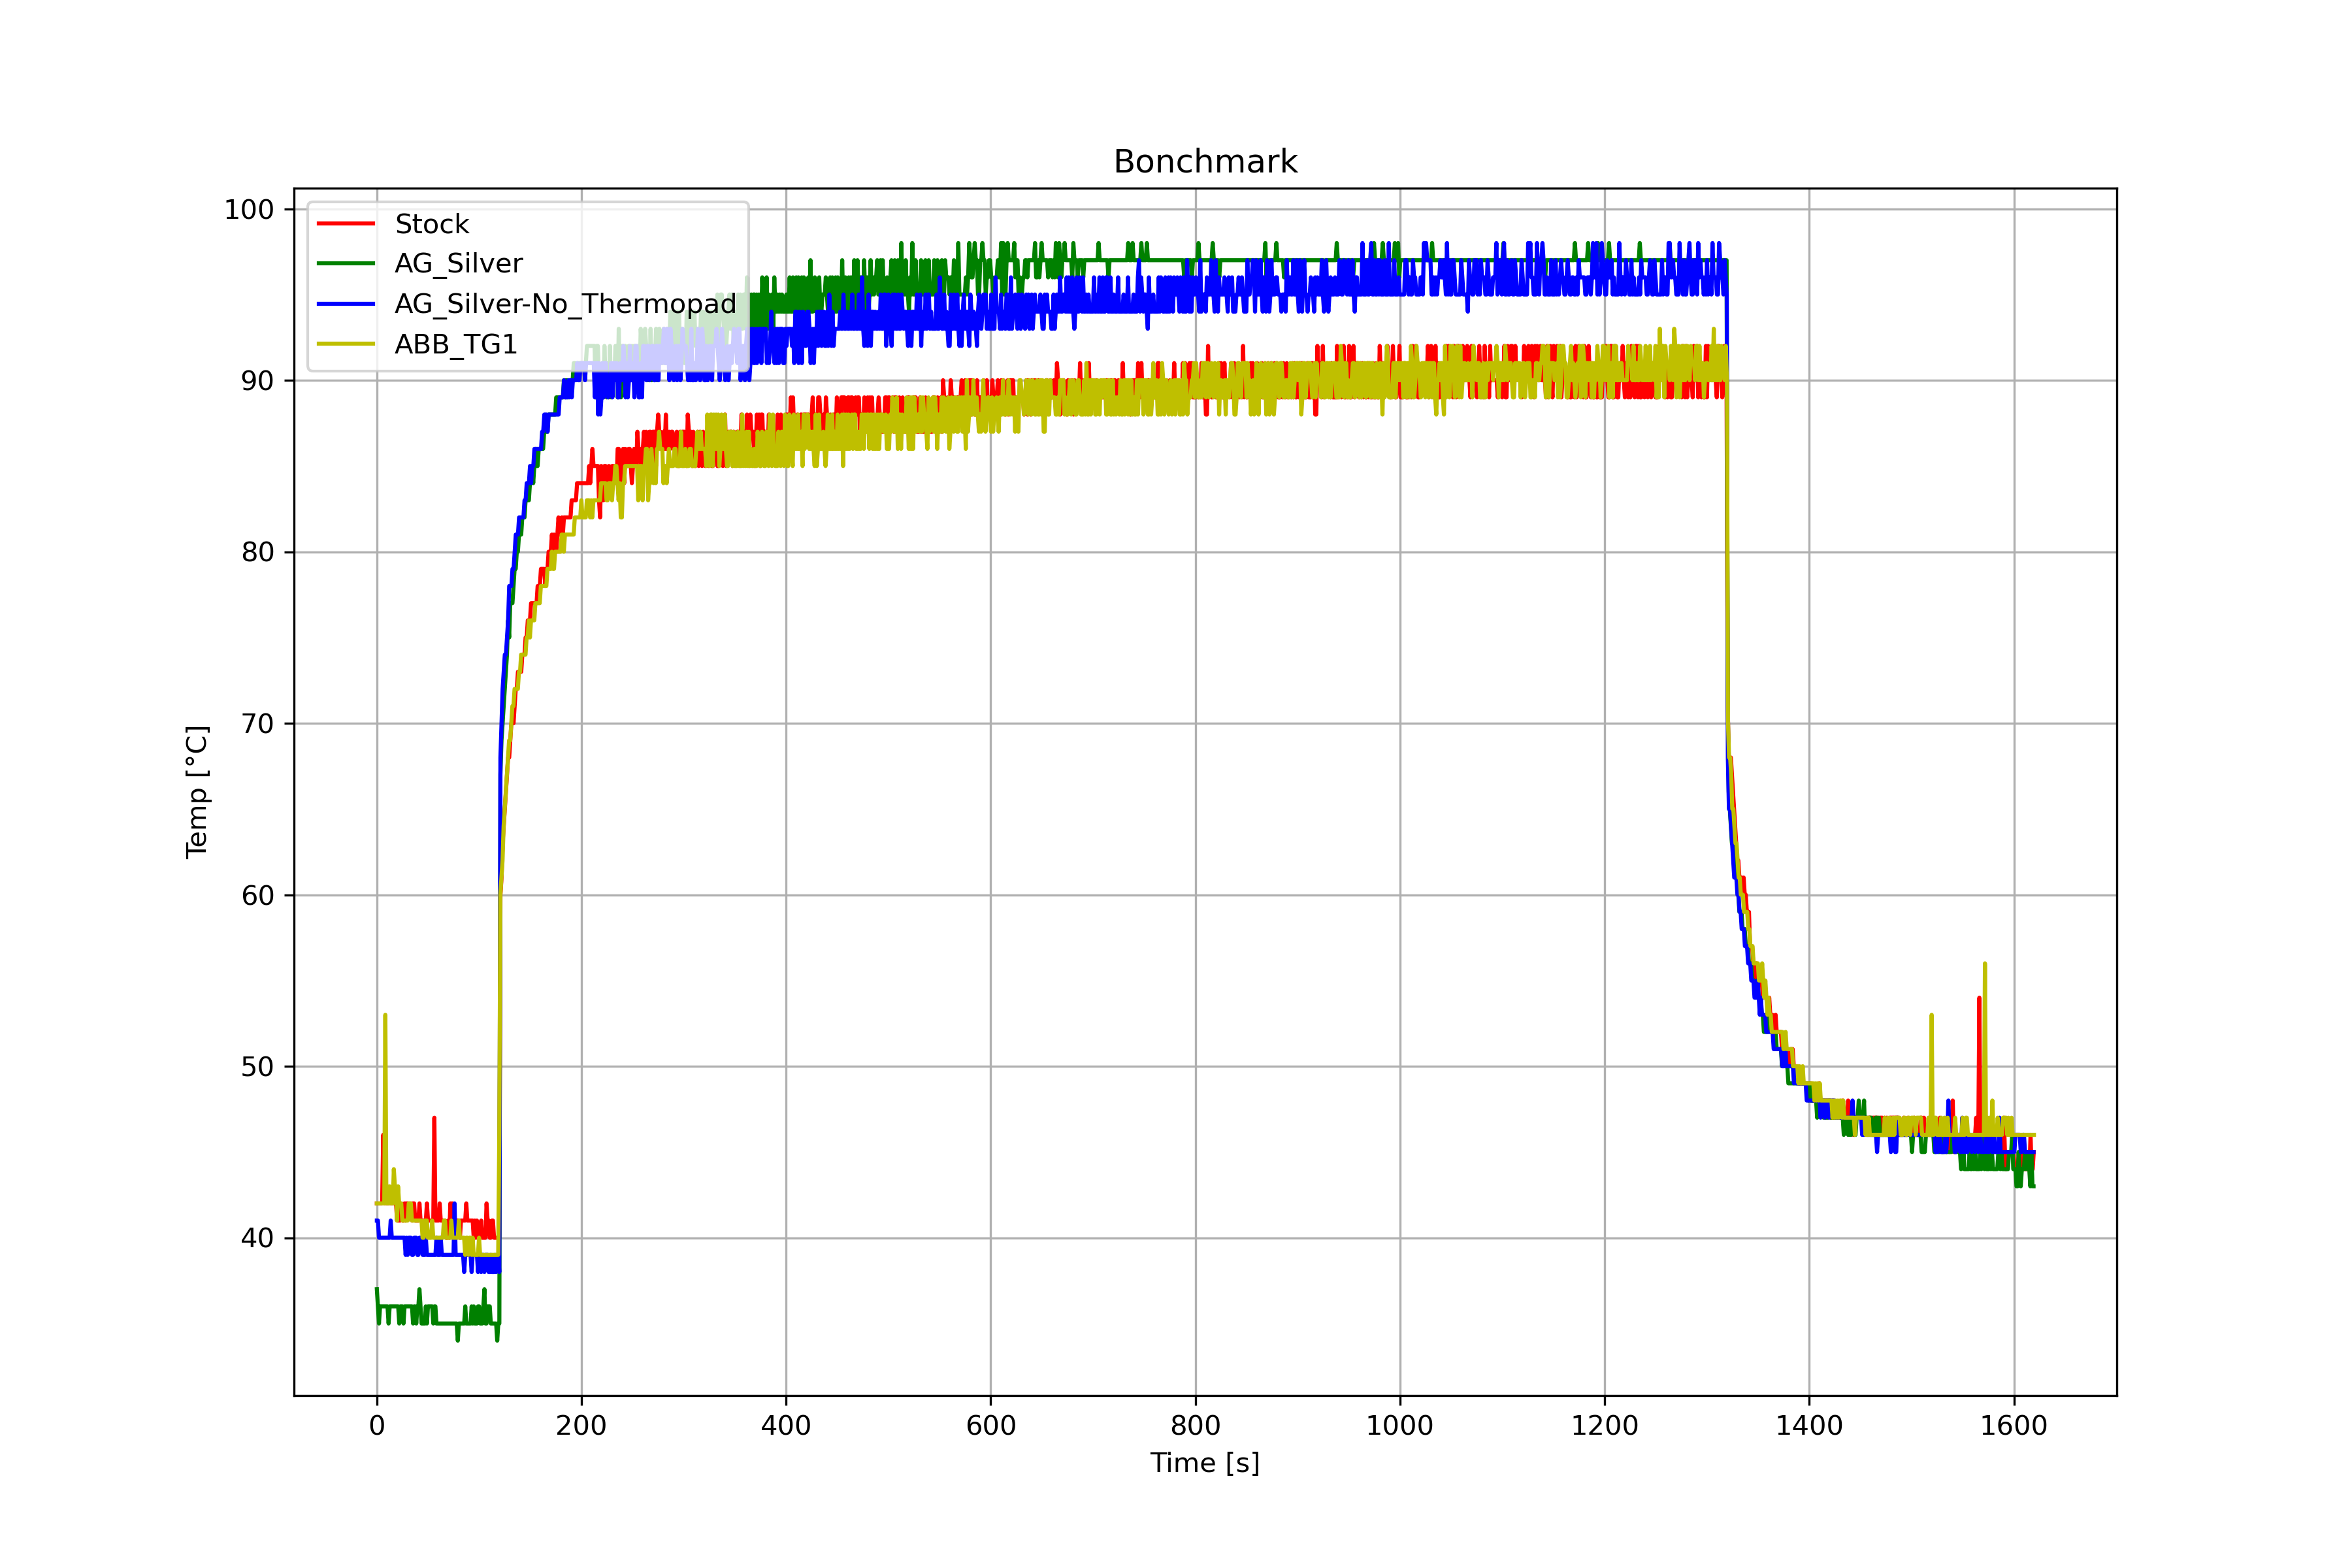 Bonchmark
Stock
AG_Silver
AG_Silver-No_Thermopad
ABB_TG1
100
90
80
70
60
50
40
Temp [°C]
0 200 400 600 800 1000 1200 1400 1600
Time [s]